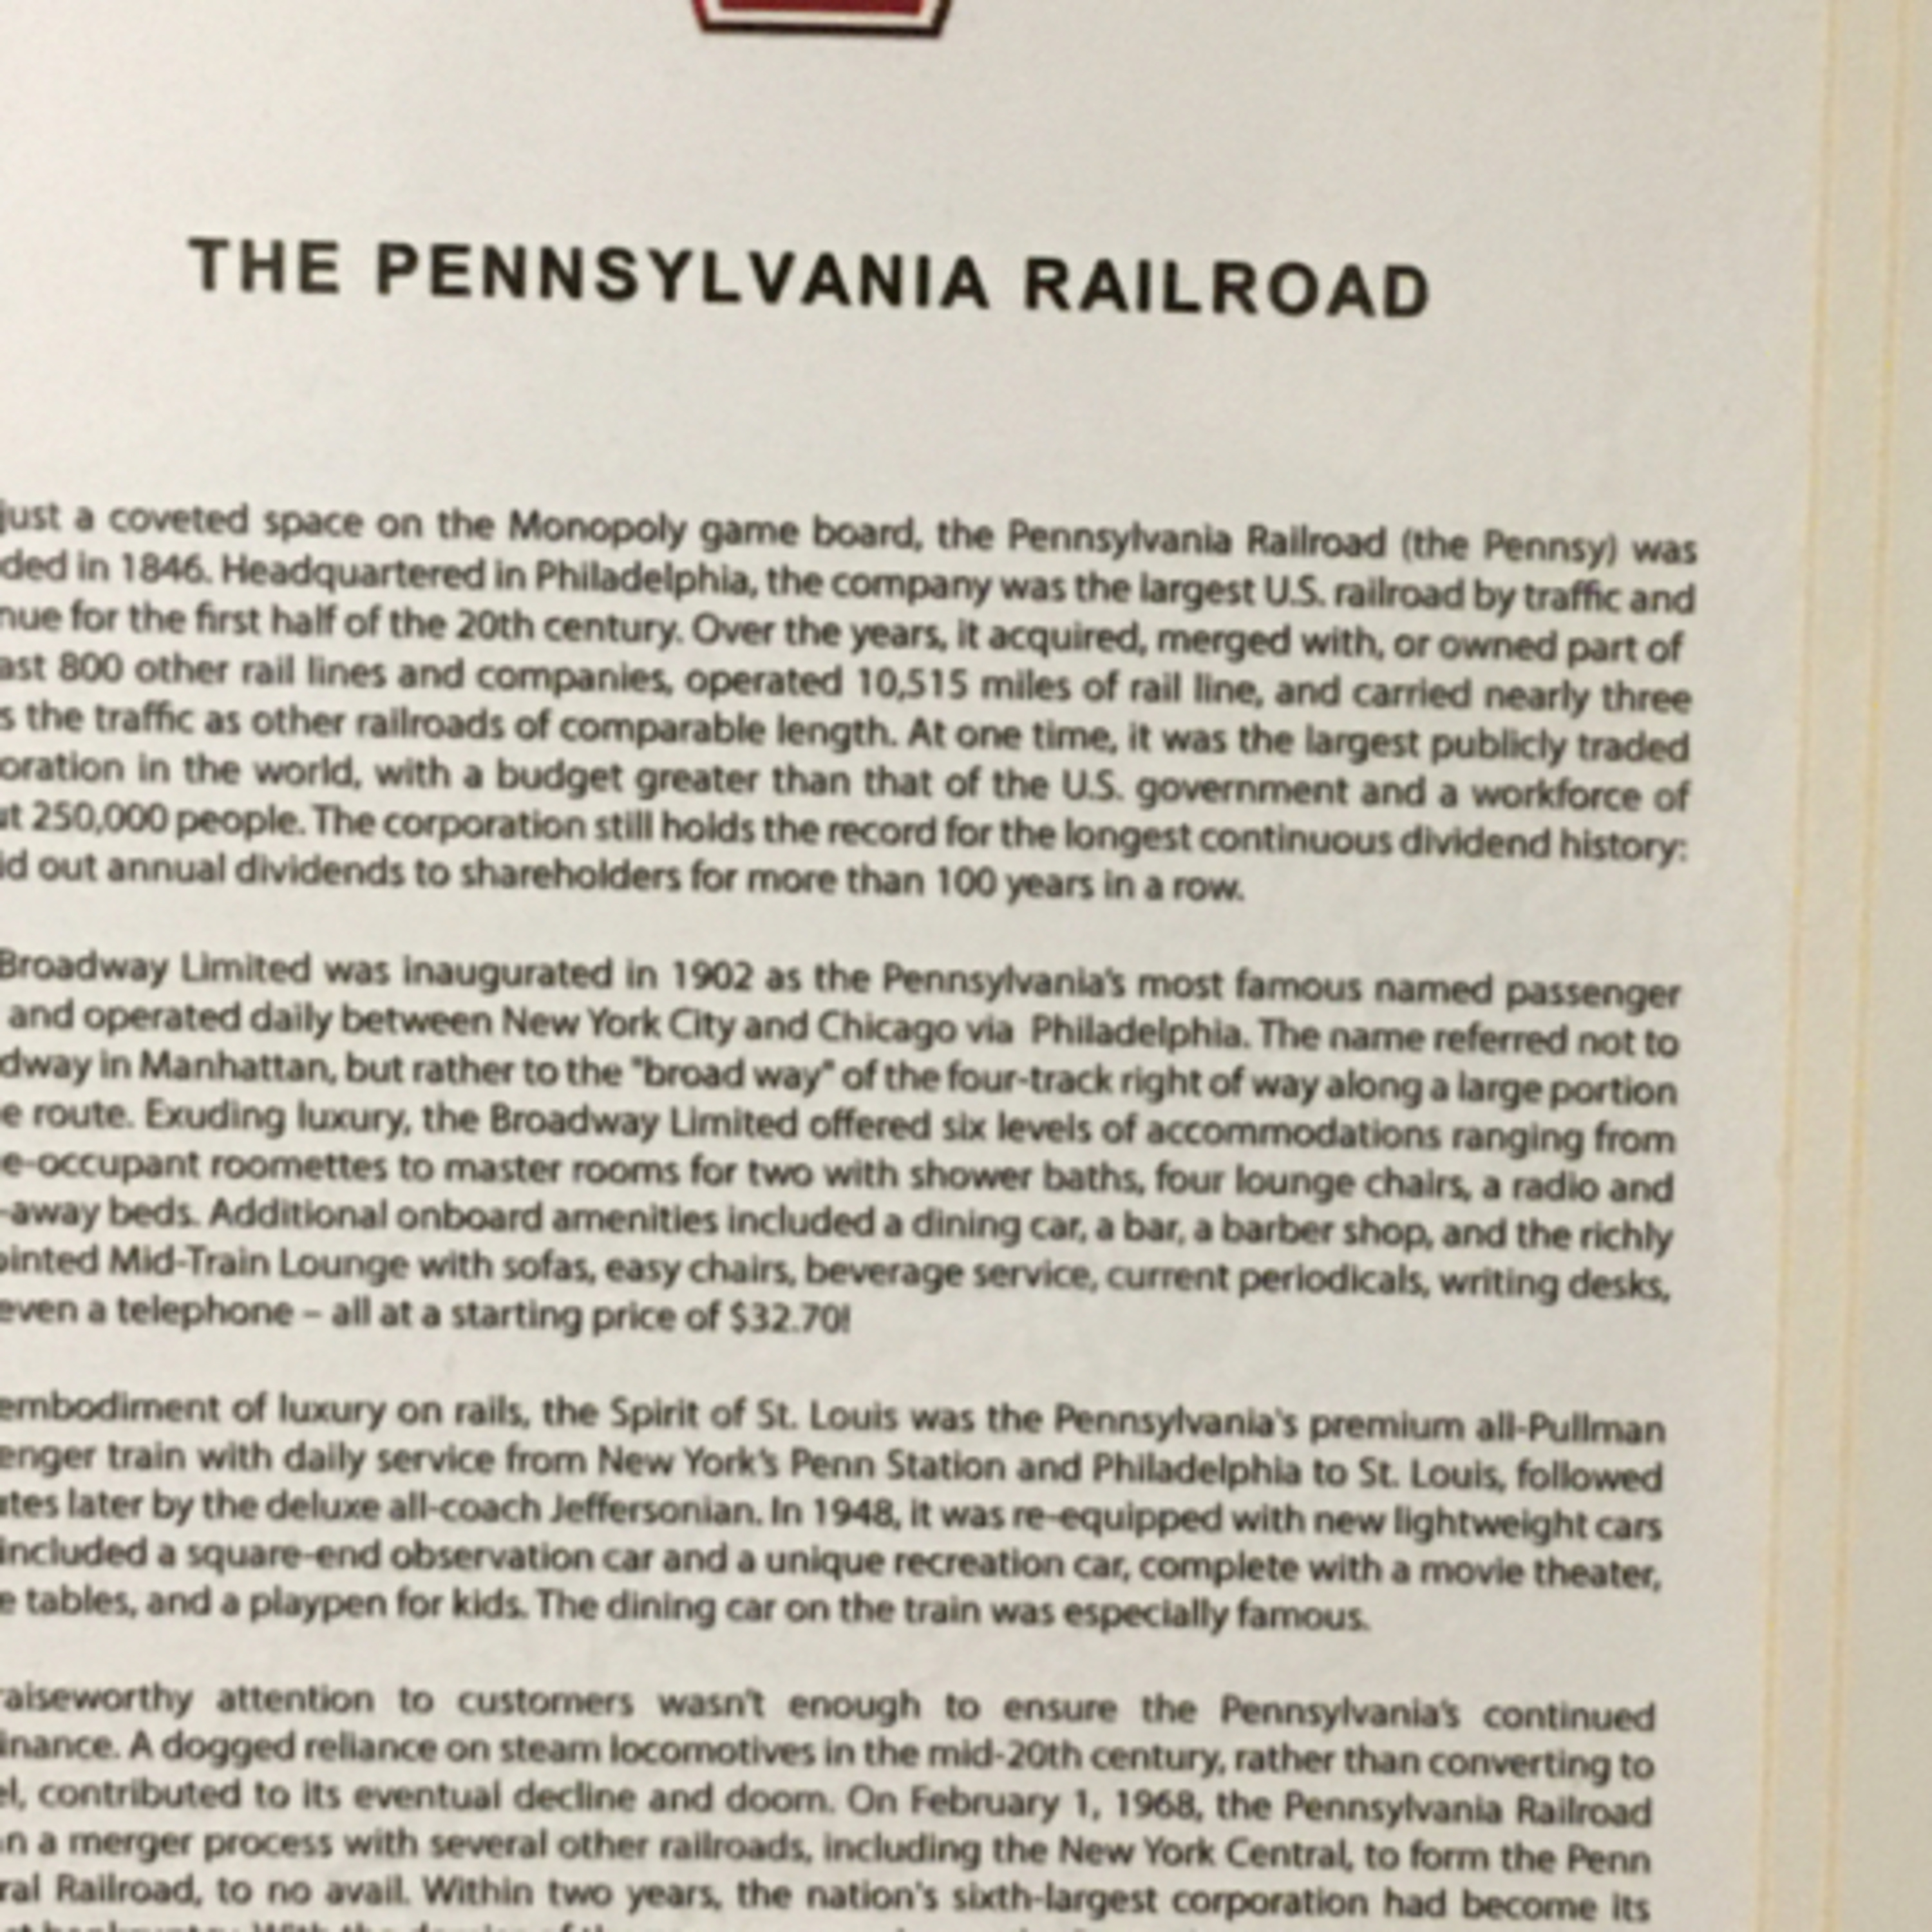 THE PENNSYLVANIA RAILROAD
just a coveted space on the Monopoly game board, the Pennsylvania Railroad (the Pennsy) was
ded in 1846. Headquartered in Philadelphia, the company was the largest U.S. railroad by traffic and
nue for the first half of the 20th century. Over the years, it acquired, merged with, or owned part of
ast 800 other rail lines and companies, operated 10,515 miles of rail line, and carried nearly three
s the traffic as other railroads of comparable length. At one time, it was the largest publicly traded
oration in the world, with a budget greater than that of the U.S. government and a workforce of
ut 250,000 people. The corporation still holds the record for the longest continuous dividend history:
id out annual dividends to shareholders for more than 100 years in a row.
Broadway Limited was inaugurated in 1902 as the Pennsylvania's most famous named passenger
and operated daily between New York City and Chicago via Philadelphia. The name referred not to
dway in Manhattan, but rather to the "broad way" of the four-track right of way along a large portion
e route. Exuding luxury, the Broadway Limited offered six levels of accommodations ranging from
e-occupant roomettes to master rooms for two with shower baths, four lounge chairs, a radio and
-away beds. Additional onboard amenities included a dining car, a bar, a barber shop, and the richly
ointed Mid-Train Lounge with sofas, easy chairs, beverage service, current periodicals, writing desks,
even a telephone – all at a starting price of $32.70!
embodiment of luxury on rails, the Spirit of St. Louis was the Pennsylvania's premium all-Pullman
enger train with daily service from New York's Penn Station and Philadelphia to St. Louis, followed
utes later by the deluxe all-coach Jeffersonian. In 1948, it was re-equipped with new lightweight cars
included a square-end observation car and a unique recreation car, complete with a movie theater,
e tables, and a playpen for kids. The dining car on the train was especially famous.
raiseworthy attention to customers wasn't enough to ensure the Pennsylvania's continued
inance. A dogged reliance on steam locomotives in the mid-20th century, rather than converting to
el, contributed to its eventual decline and doom. On February 1, 1968, the Pennsylvania Railroad
n a merger process with several other railroads, including the New York Central, to form the Penn
ral Railroad, to no avail. Within two years, the nation's sixth-largest corporation had become its